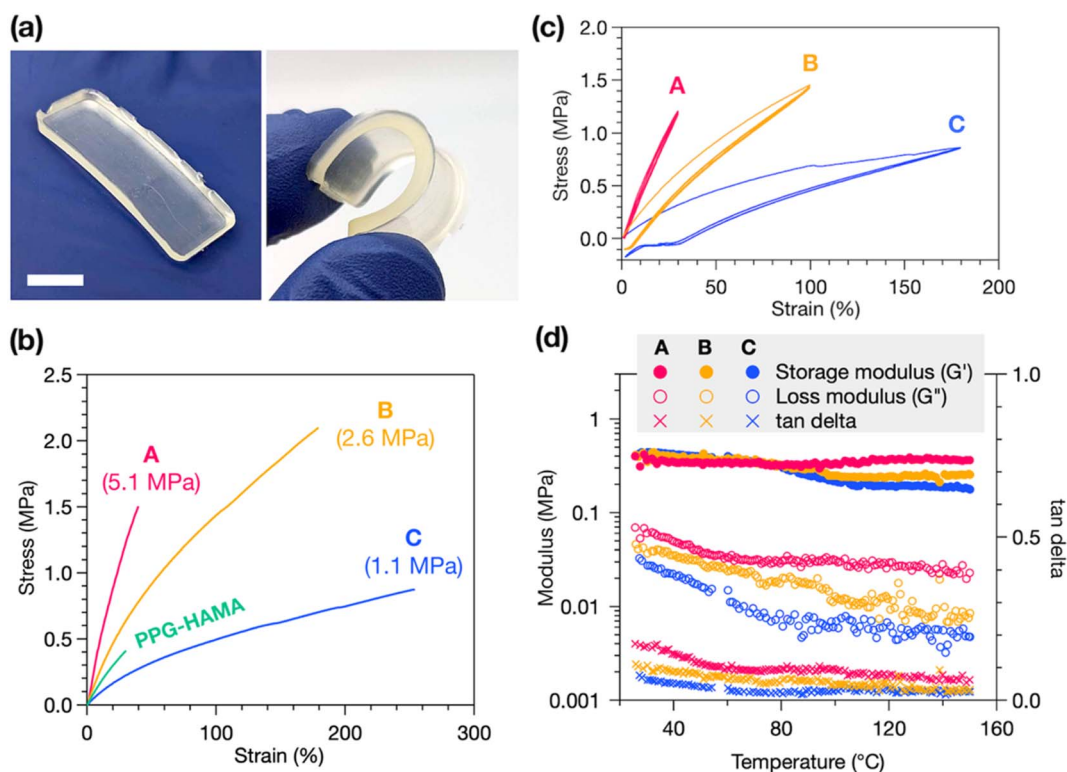 (a)
(b)
2.5
2.0
1.5
1.0
0.5
0.0
Stress (MPa)
0
100
200
300
Strain (%)
A
(5.1 MPa)
B
(2.6 MPa)
C
(1.1 MPa)
PPG-HAMA
(c)
2.0
1.5
1.0
0.5
0.0
Stress (MPa)
0
50
100
150
200
Strain (%)
A
B
C
(d)
A B C
Storage modulus (G')
Loss modulus (G")
tan delta
1
0.1
0.01
0.001
Modulus (MPa)
1.0
0.5
0.0
tan delta
40
80
120
160
Temperature (°C)